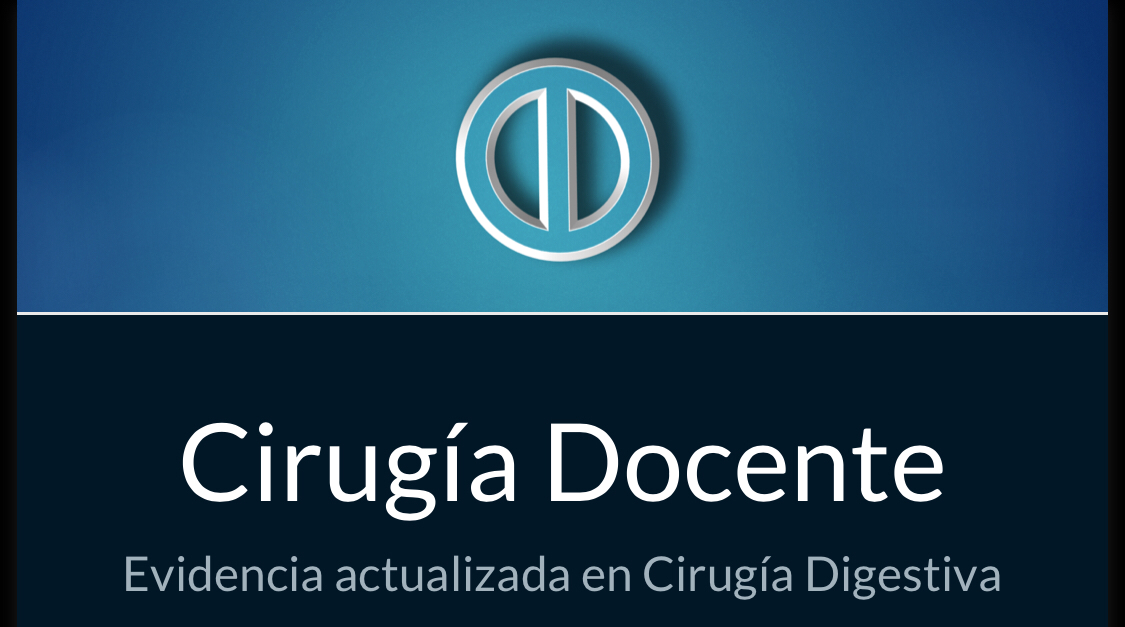 Cirugía Docente
Evidencia actualizada en Cirugía Digestiva